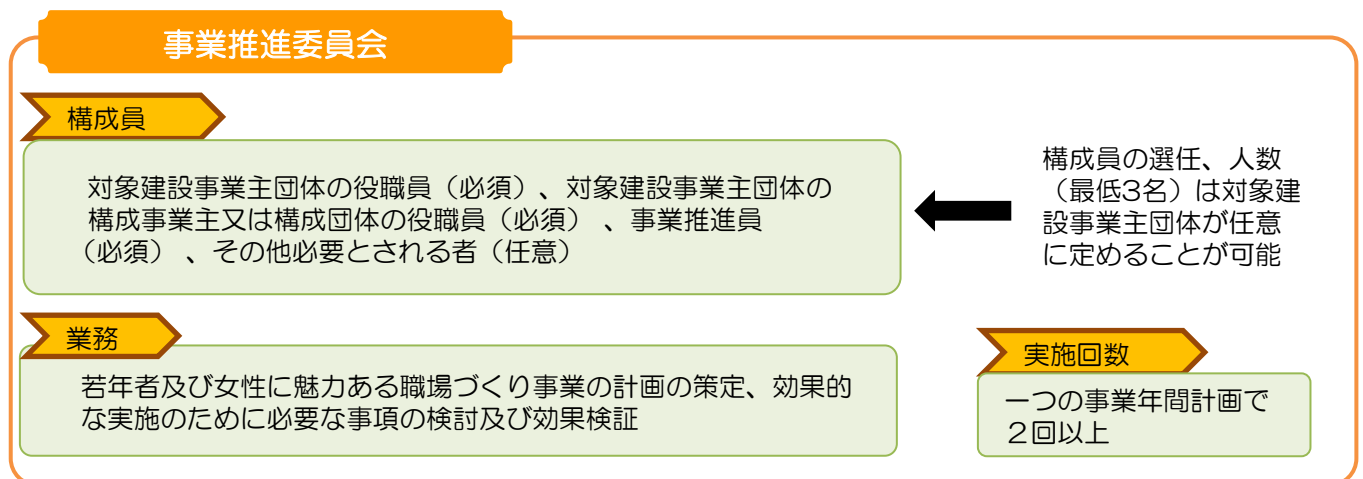 事業推進委員会
構成員
対象建設事業主団体の役職員（必須）、対象建設事業主団体の
構成事業主又は構成団体の役職員（必須） 、事業推進員
（必須） 、その他必要とされる者（任意）
構成員の選任、人数
（最低3名）は対象建
設事業主団体が任意
に定めることが可能
業務
若年者及び女性に魅力ある職場づくり事業の計画の策定、効果的
な実施のために必要な事項の検討及び効果検証
実施回数
一つの事業年間計画で
２回以上